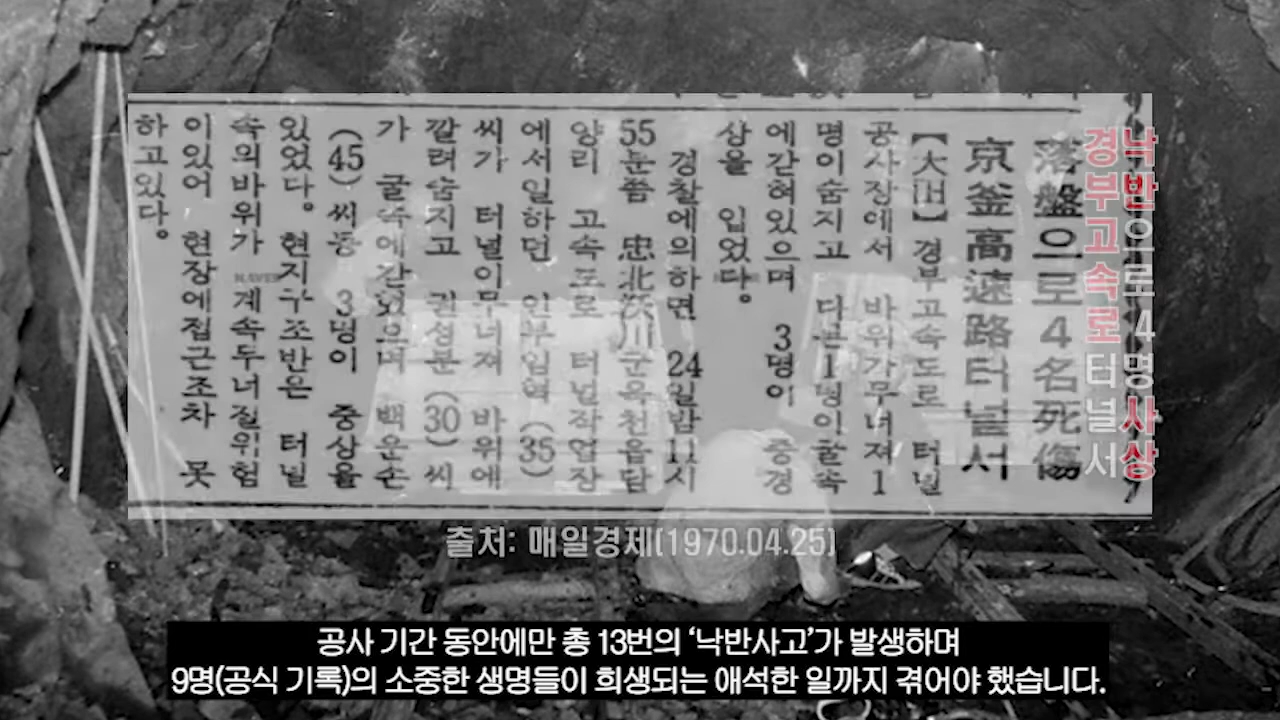 낙반으로 4명 사상
경부고속로 터널서
落盤으로 4名死傷
京釜高速路터널서
【大田】 경부고속도로 터널
공사장에서 바위가무너져 1
명이숨지고 다른1명이굴속
에갇혀있으며 3명이 중경
상을 입었다。
경찰에의하면 24일밤11시
55분쯤 忠北沃川군옥천읍담
양리 고속도로 터널작업장
에서일하던 인부임역(35)
씨가 터널이무너져 바위에
깔려숨지고 권성분(30)씨
가 굴속에갇혔으며 백운손
(45)씨등 3명이 중상을
있었다。 현지구조반은 터널
속의바위가 계속무너질위험
이있어 현장에접근조차 못
하고있다。
NAVER
출처: 매일경제(1970.04.25)
공사 기간 동안에만 총 13번의 ‘낙반사고’가 발생하며
9명(공식 기록)의 소중한 생명들이 희생되는 애석한 일까지 겪어야 했습니다.